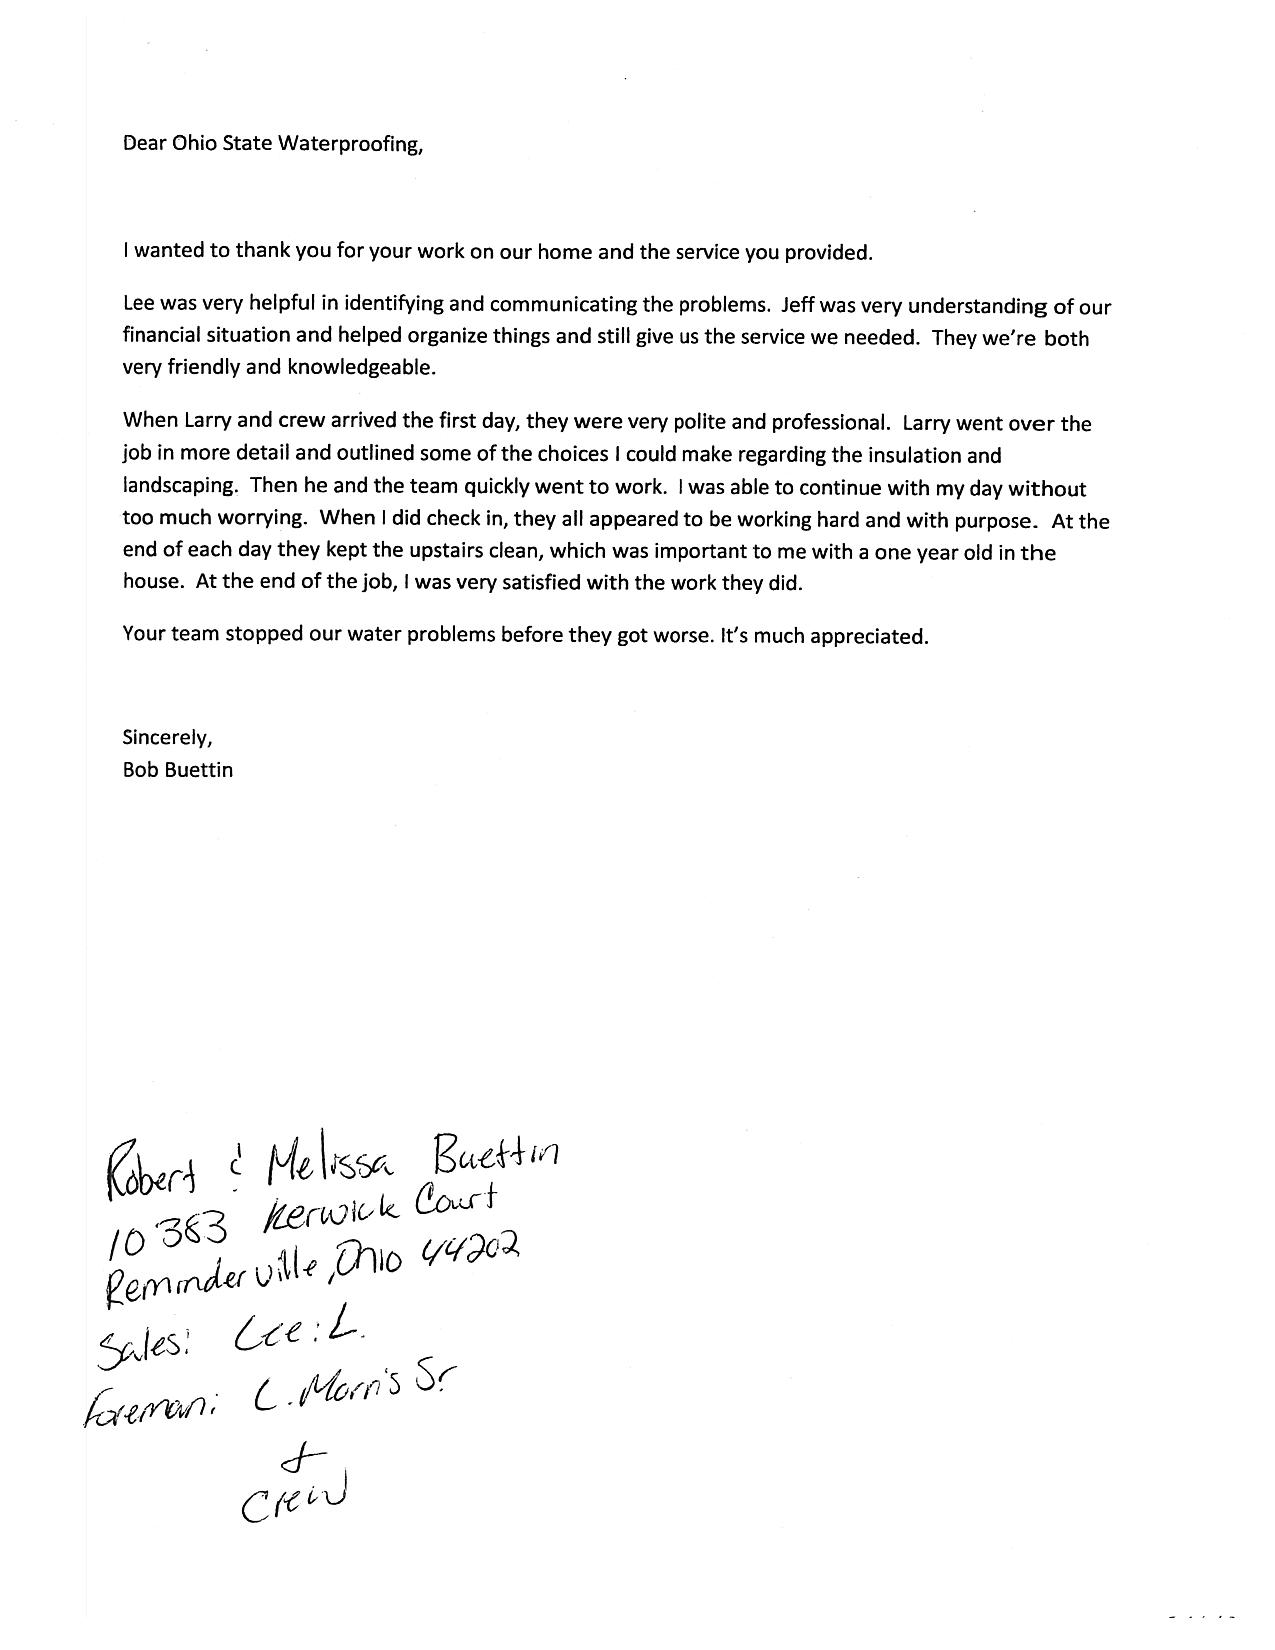 Dear Ohio State Waterproofing,
I wanted to thank you for your work on our home and the service you provided.
Lee was very helpful in identifying and communicating the problems.  Jeff was very understanding of our
financial situation and helped organize things and still give us the service we needed.  They we're both
very friendly and knowledgeable.
When Larry and crew arrived the first day, they were very polite and professional.  Larry went over the
job in more detail and outlined some of the choices I could make regarding the insulation and
landscaping.  Then he and the team quickly went to work.  I was able to continue with my day without
too much worrying.  When I did check in, they all appeared to be working hard and with purpose.  At the
end of each day they kept the upstairs clean, which was important to me with a one year old in the
house.  At the end of the job, I was very satisfied with the work they did.
Your team stopped our water problems before they got worse. It's much appreciated.
Sincerely,
Bob Buettin
Robert & Melissa Buettin
10383 Kerwick Court
Reminderville, Ohio 44202
Sales: Lee: L.
Foreman: L. Morris Sr
&
Crew